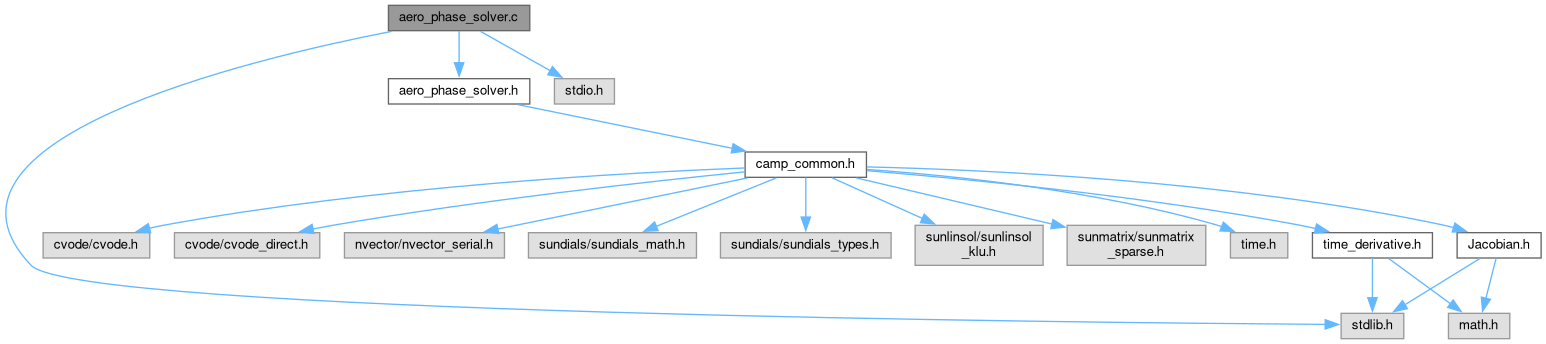 aero_phase_solver.c
aero_phase_solver.h
stdio.h
camp_common.h
cvode/cvode.h
cvode/cvode_direct.h
nvector/nvector_serial.h
sundials/sundials_math.h
sundials/sundials_types.h
sunlinsol/sunlinsol
_klu.h
sunmatrix/sunmatrix
_sparse.h
time.h
time_derivative.h
Jacobian.h
stdlib.h
math.h